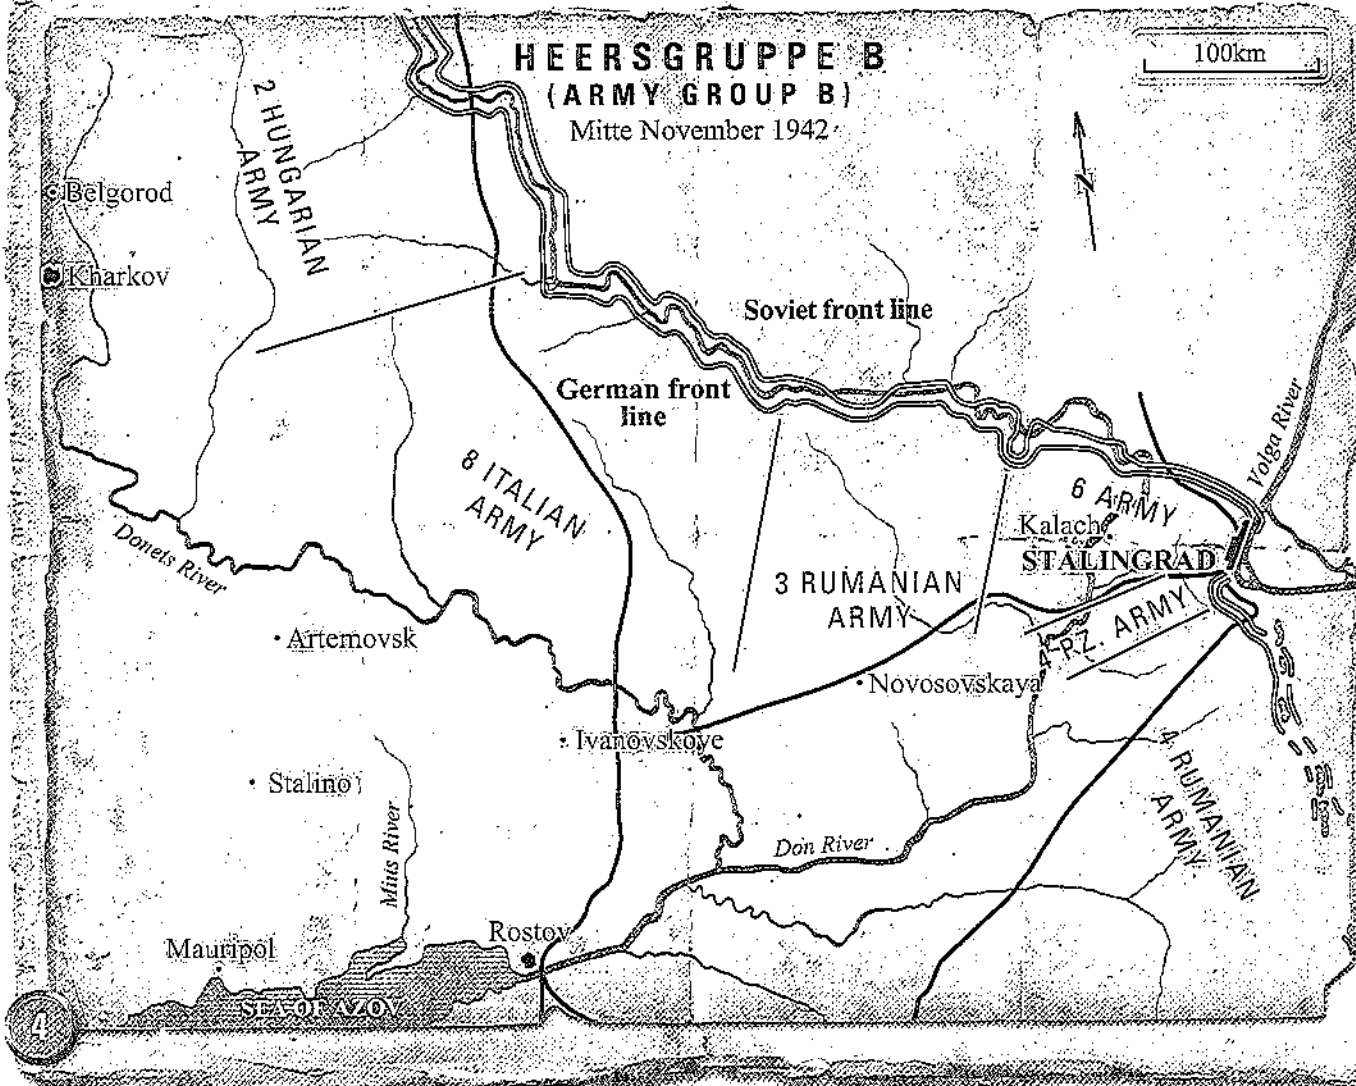 HEERSGRUPPE B
(ARMY GROUP B)
Mitte November 1942
100km
N
2 HUNGARIAN
ARMY
Belgorod
Kharkov
Soviet front line
German front
line
Volga River
8 ITALIAN
ARMY
6 ARMY
Kalach
STALINGRAD
Donets River
3 RUMANIAN
ARMY
4 PZ. ARMY
Artemovsk
Novosovskaya
Ivanovskoye
Stalino
4 RUMANIAN
ARMY
Mius River
Don River
Rostov
Mauripol
SEA OF AZOV
4